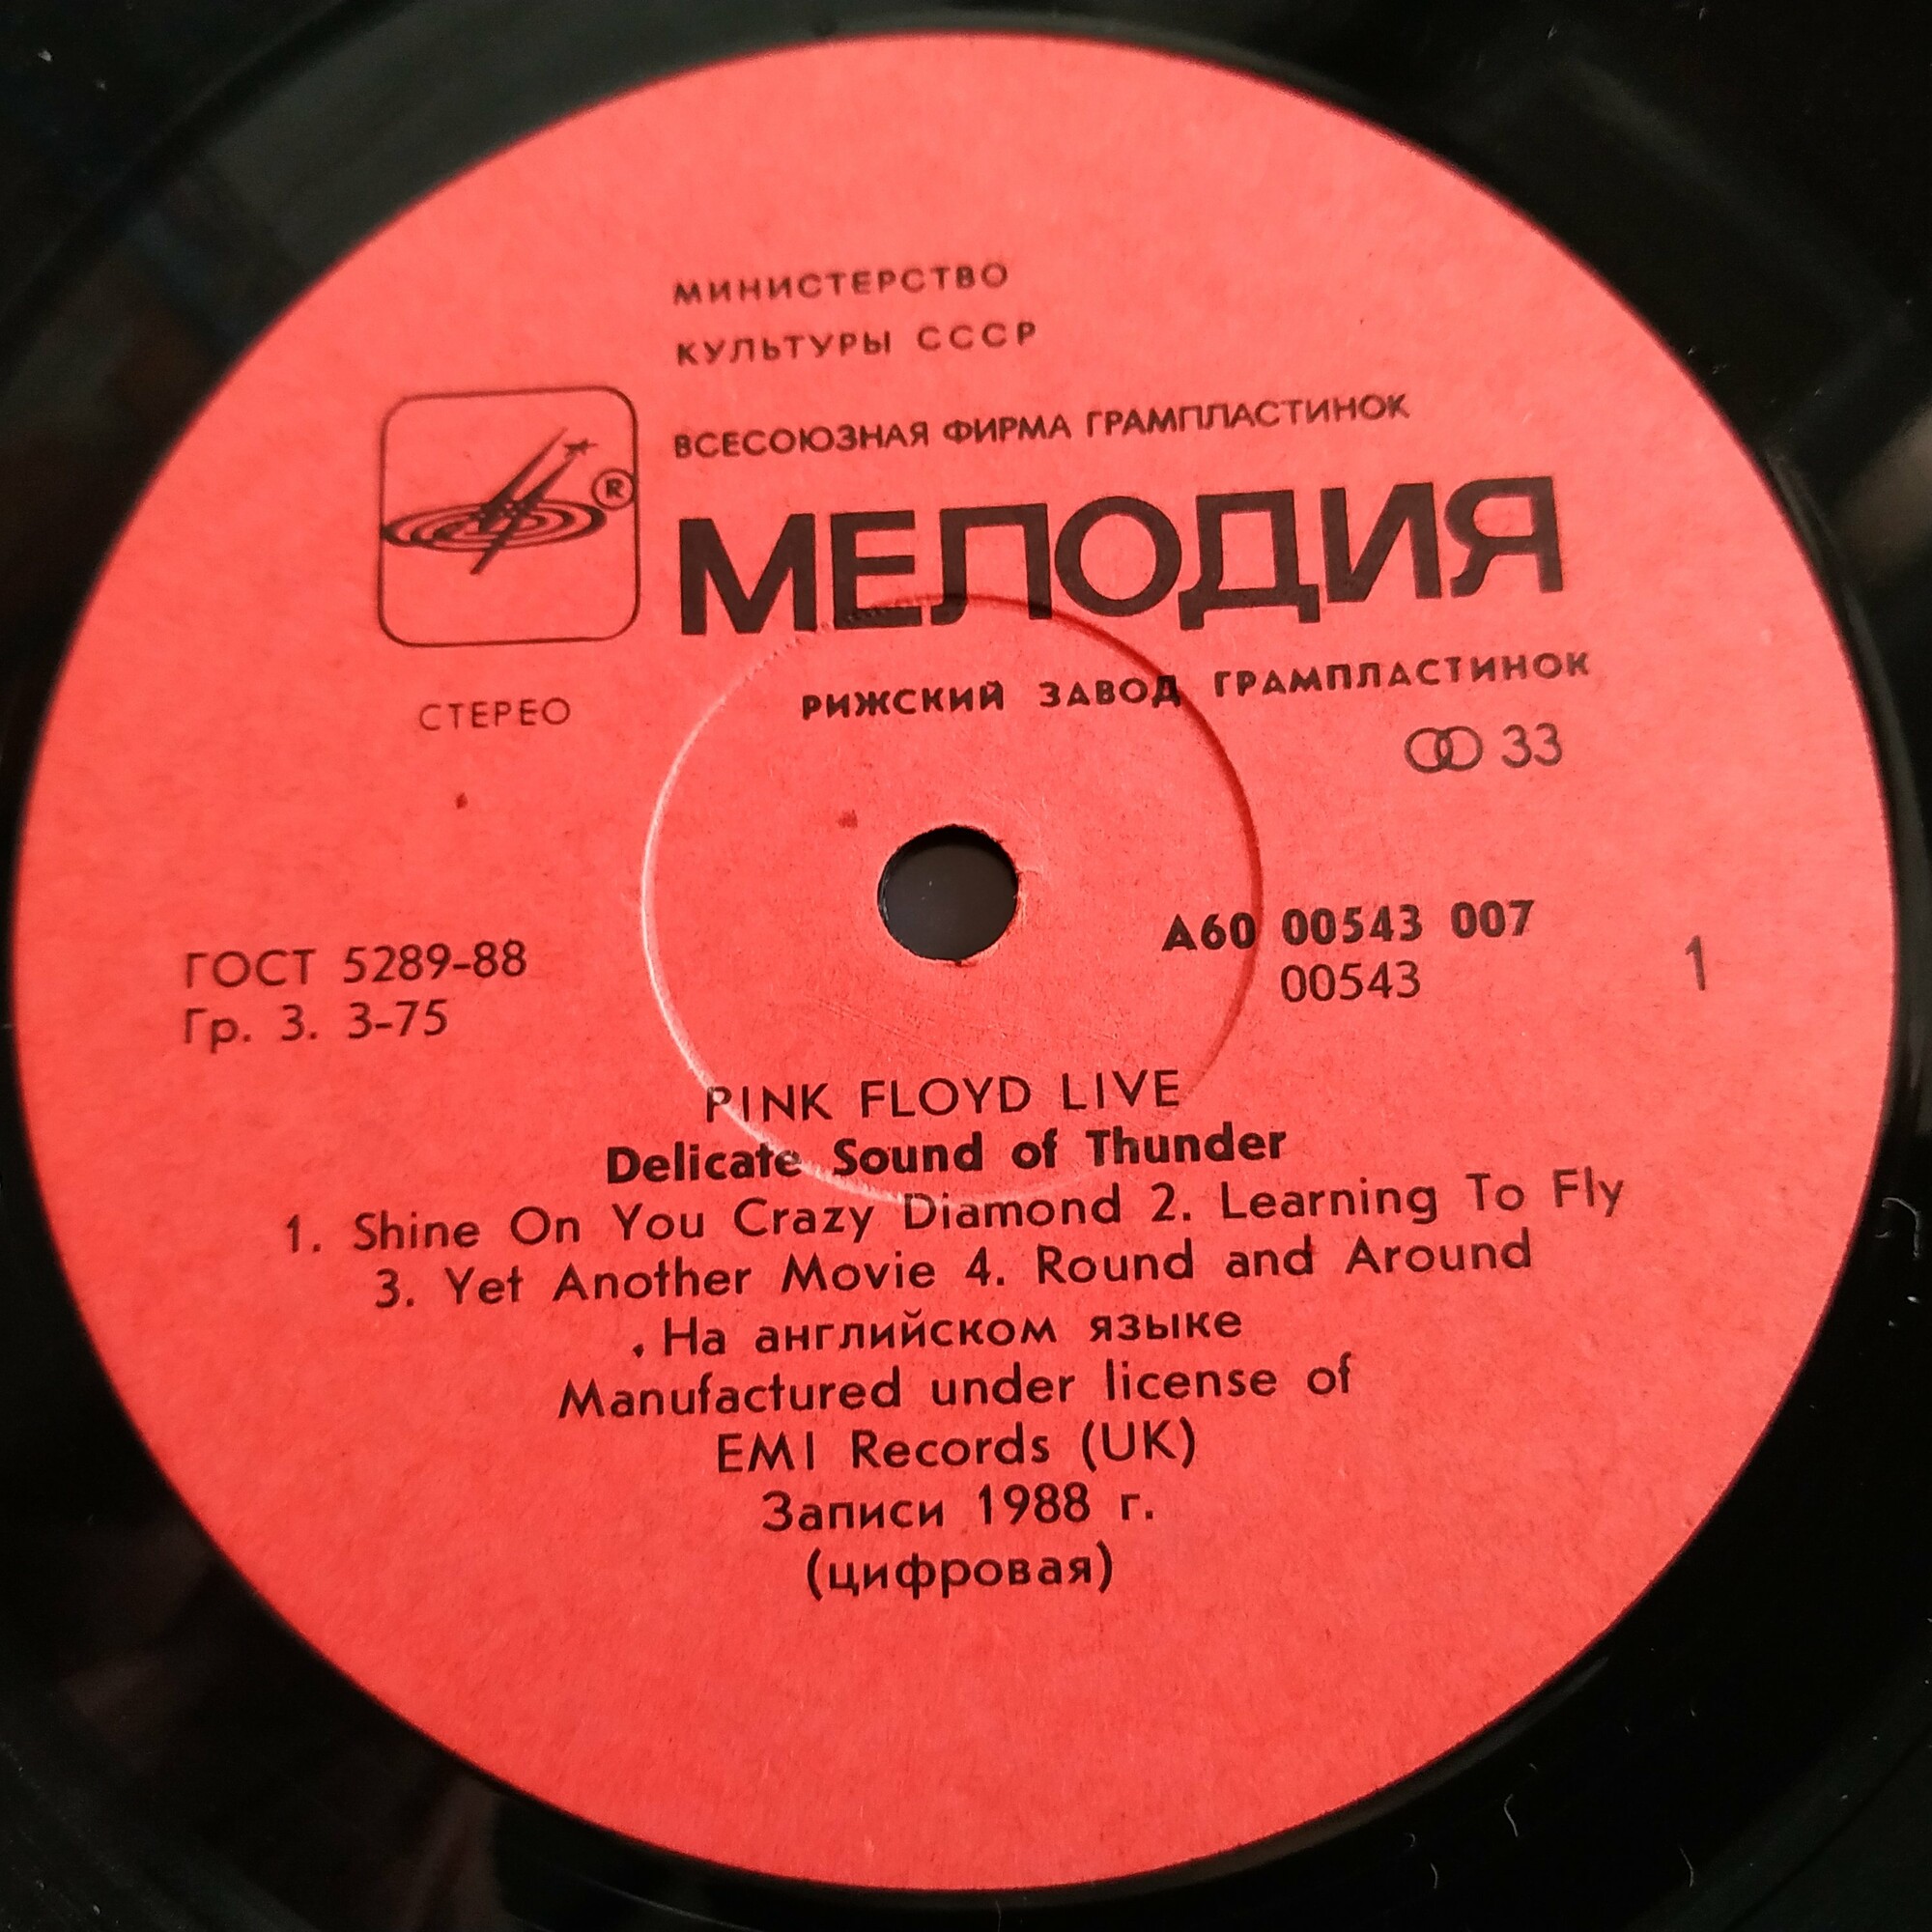 МИНИСТЕРСТВО
КУЛЬТУРЫ СССР
ВСЕСОЮЗНАЯ ФИРМА ГРАМПЛАСТИНОК
®
МЕЛОДИЯ
СТЕРЕО
РИЖСКИЙ ЗАВОД ГРАМПЛАСТИНОК
33
ГОСТ 5289-88
Гр. 3. 3-75
А60 00543 007
00543
1
PINK FLOYD LIVE
Delicate Sound of Thunder
1. Shine On You Crazy Diamond 2. Learning To Fly
3. Yet Another Movie 4. Round and Around
На английском языке
Manufactured under license of
EMI Records (UK)
Записи 1988 г.
(цифровая)